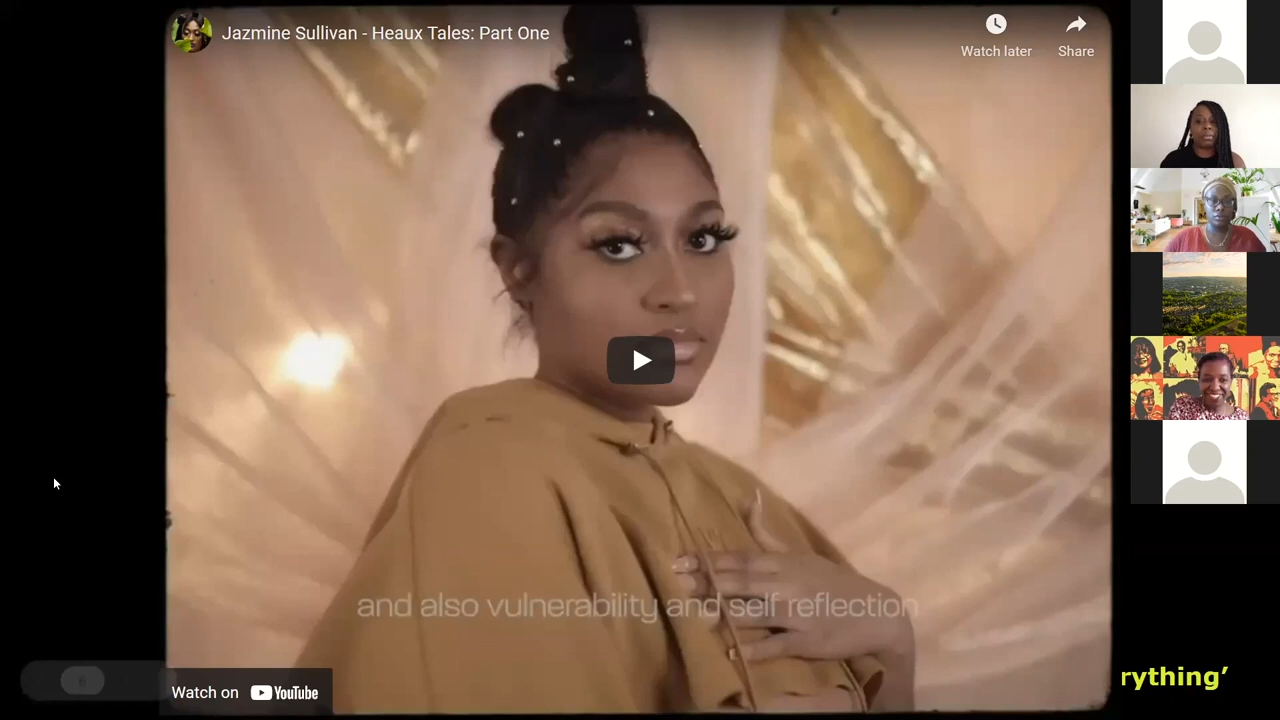 Jazmine Sullivan - Heaux Tales: Part One
Watch later
Share
and also vulnerability and self reflection
Watch on YouTube
rything’